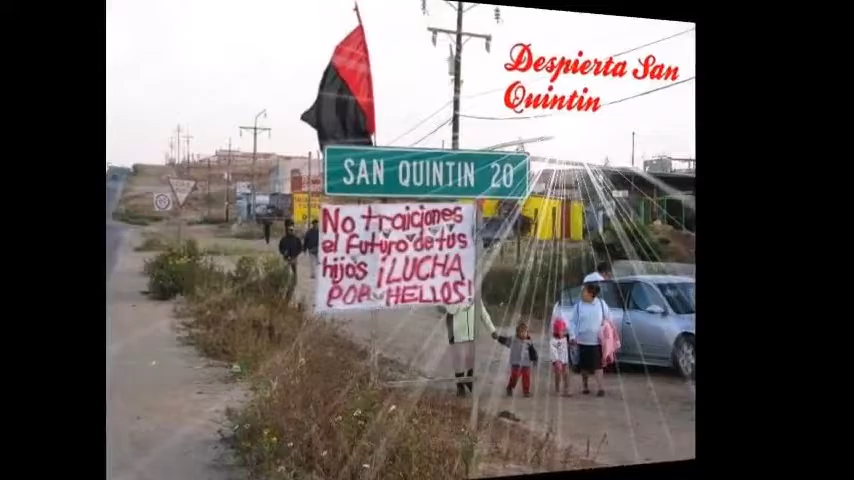 Despierta San
Quintin
SAN QUINTIN 20
No traiciones
el Futuro de tus
hijos ¡LUCHA
POR HELLOS!